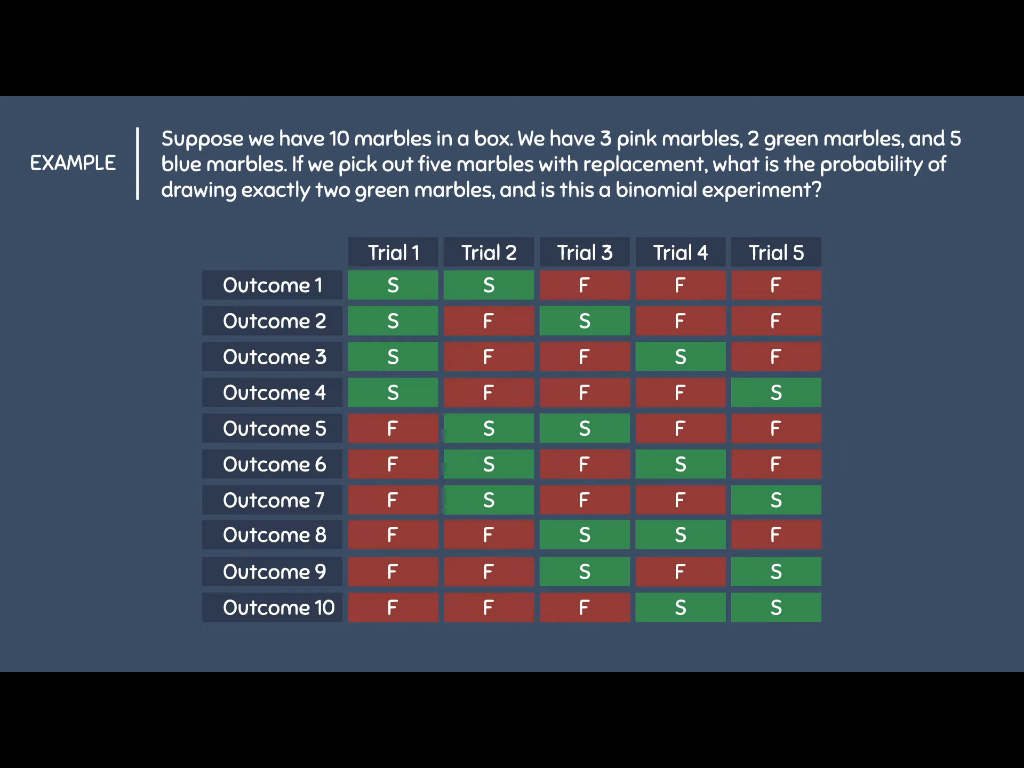 EXAMPLE
Suppose we have 10 marbles in a box. We have 3 pink marbles, 2 green marbles, and 5
blue marbles. If we pick out five marbles with replacement, what is the probability of
drawing exactly two green marbles, and is this a binomial experiment?
Trial 1 Trial 2 Trial 3 Trial 4 Trial 5
Outcome 1 S S F F F
Outcome 2 S F S F F
Outcome 3 S F F S F
Outcome 4 S F F F S
Outcome 5 F S S F F
Outcome 6 F S F S F
Outcome 7 F S F F S
Outcome 8 F F S S F
Outcome 9 F F S F S
Outcome 10 F F F S S